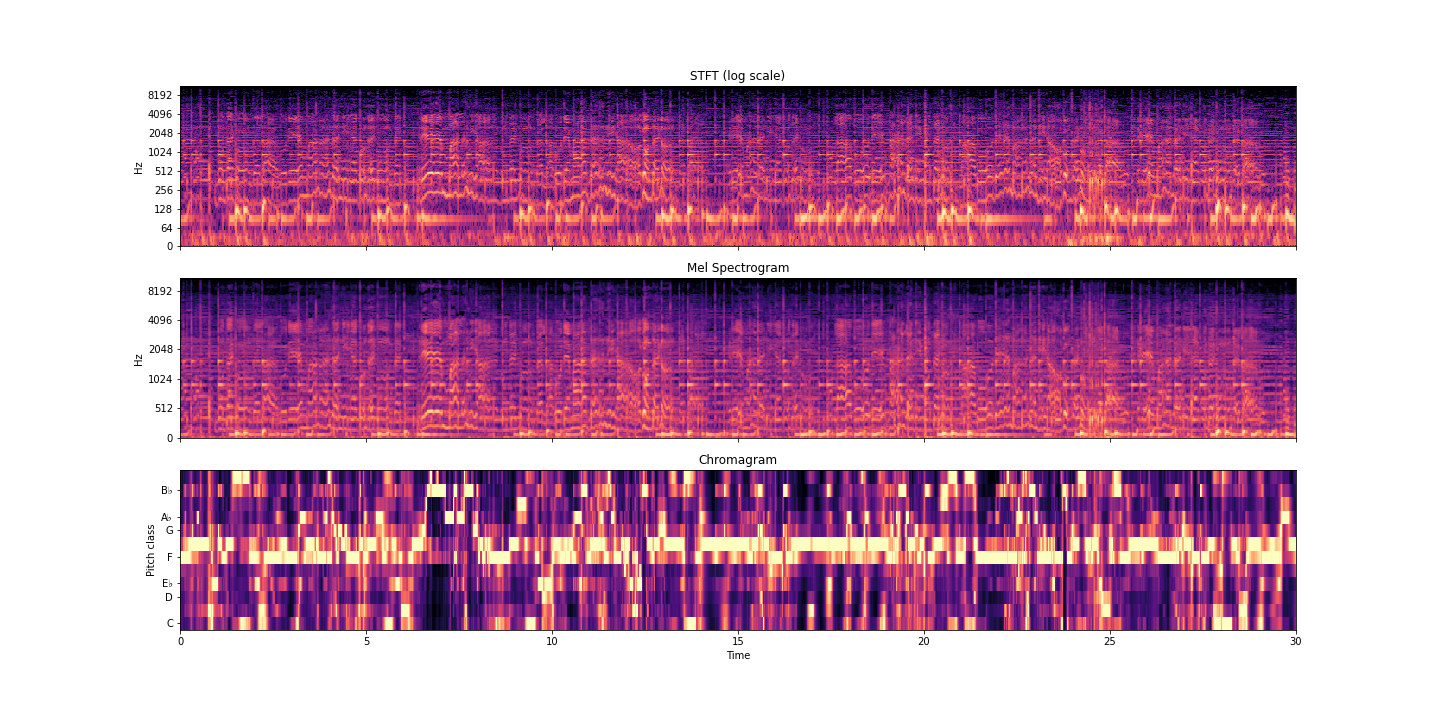 STFT (log scale)
8192
4096
2048
1024
512
256
128
64
0
Hz
Mel Spectrogram
8192
4096
2048
1024
512
0
Hz
Chromagram
B♭
A♭
G
F
E♭
D
C
Pitch class
0 5 10 15 20 25 30
Time